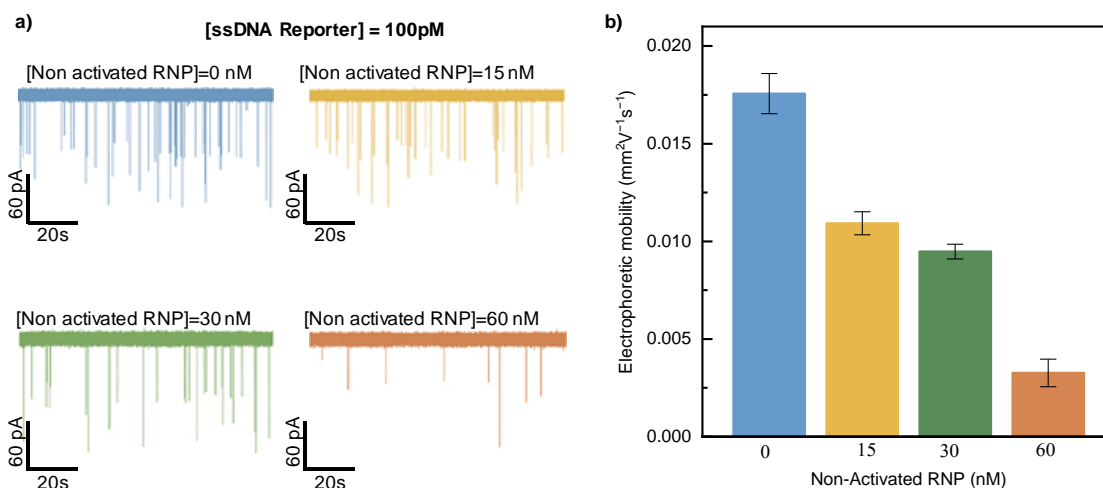 a)
[ssDNA Reporter] = 100pM
[Non activated RNP]=0 nM
[Non activated RNP]=15 nM
60 pA
20s
60 pA
20s
[Non activated RNP]=30 nM
[Non activated RNP]=60 nM
60 pA
20s
60 pA
20s
b)
Electrophoretic mobility (mm²V⁻¹s⁻¹)
0.020
0.015
0.010
0.005
0.000
0
15
30
60
Non-Activated RNP (nM)